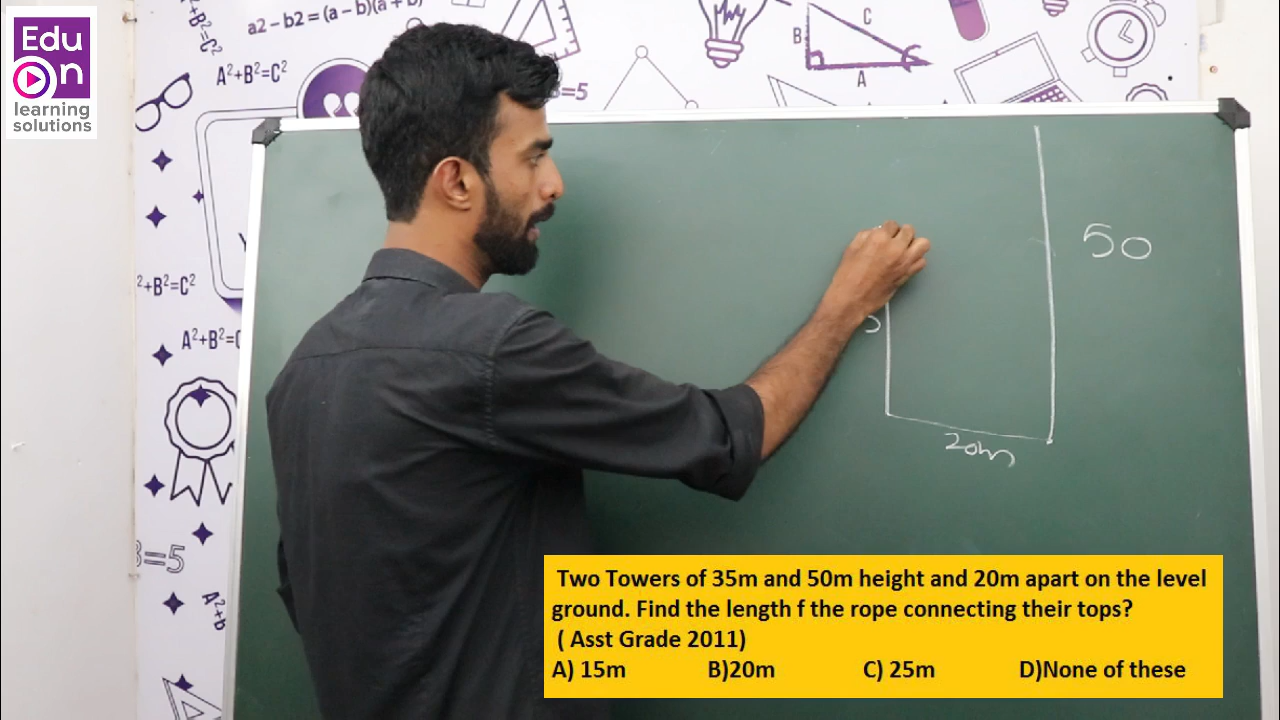 Edu
On
learning
solutions
a2 – b2 = (a – b)(a + b)
A²+B²=C²
C
B
A
B=5
²+B²=C²
A²+B²=C
3=5
A²+b
50
20m
Two Towers of 35m and 50m height and 20m apart on the level
ground. Find the length f the rope connecting their tops?
( Asst Grade 2011)
A) 15m B)20m C) 25m D)None of these